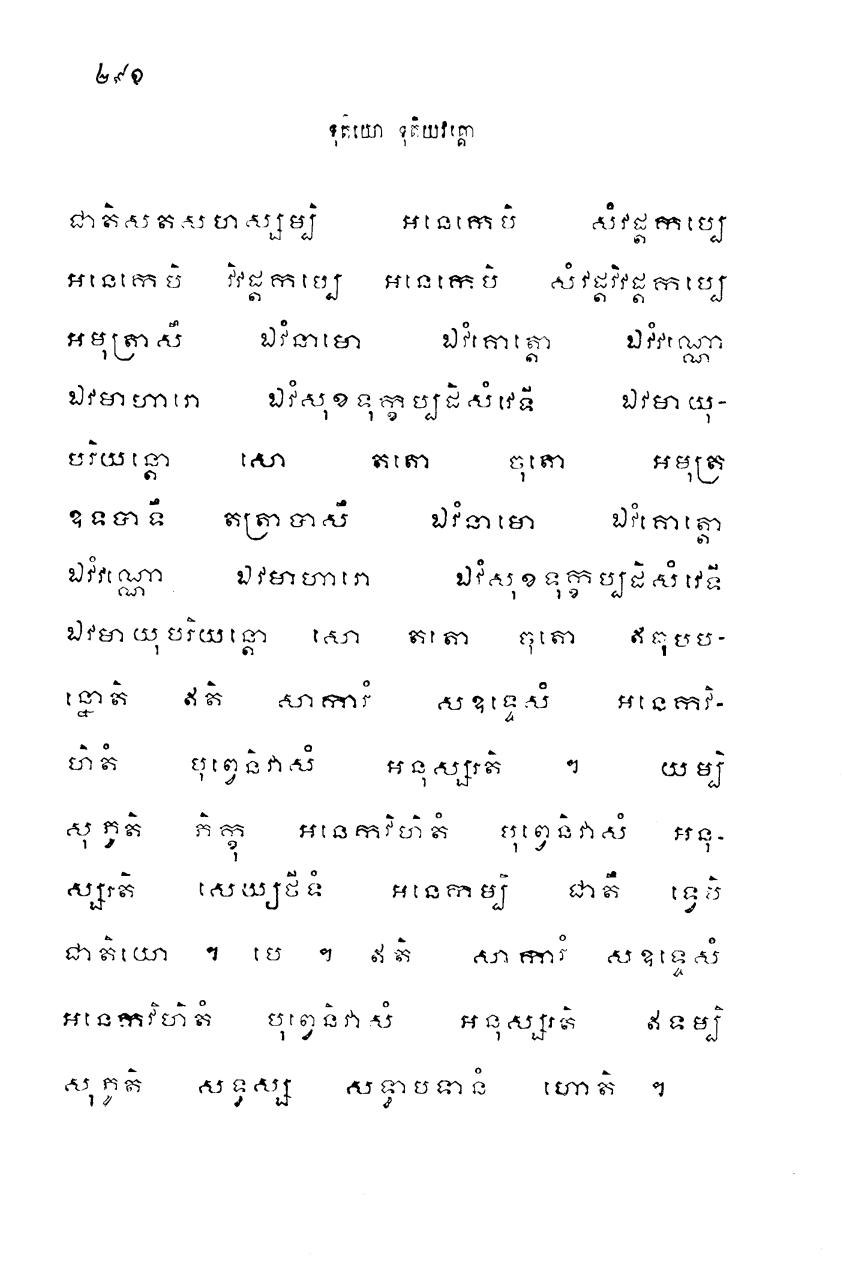 ២៩១
ទុតិយោ ទុតិយវគ្គោ
ជាតិសតសហស្សម្បិ អនេកេបិ សំវដ្តកប្បេ
អនេកេបិ វិវដ្តកប្បេ អនេកេបិ សំវដ្តវិវដ្តកប្បេ
អមុត្រាសឹ ឯវំនាមោ ឯវំគោត្តោ ឯវំវណ្ណោ
ឯវមាហារោ ឯវំសុខទុក្ខប្បដិសំវេទី ឯវមាយុ-
បរិយន្តោ សោ តតោ ចុតោ អមុត្រ
ឧទបាទឹ តត្រាបាសឹ ឯវំនាមោ ឯវំគោត្តោ
ឯវំវណ្ណោ ឯវមាហារោ ឯវំសុខទុក្ខប្បដិសំវេទី
ឯវមាយុបរិយន្តោ សោ តតោ ចុតោ ឥធុបប-
ន្នោតិ ឥតិ សាការំ សឧទ្ទេសំ អនេកវិ-
ហិតំ បុព្វេនិវាសំ អនុស្សរតិ ។ យម្បិ
សុភូតិ ភិក្ខុ អនេកវិហិតំ បុព្វេនិវាសំ អនុ-
ស្សរតិ សេយ្យថីទំ អនេកម្បិ ជាតឹ ទ្វេបិ
ជាតិយោ ។ បេ ។ ឥតិ សាការំ សឧទ្ទេសំ
អនេកវិហិតំ បុព្វេនិវាសំ អនុស្សរតិ ឥទម្បិ
សុភូតិ សទ្ធស្ស សទ្ធាបទានំ ហោតិ ។